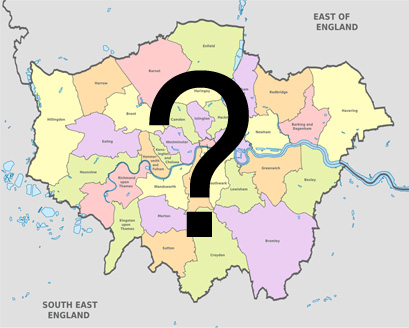 EAST OF
ENGLAND
Enfield
Barnet
Harrow
Haringey
Redbridge
Havering
Hillingdon
Brent
Camden
Islington
Barking and
Dagenham
Newham
Ealing
Westminster
Hounslow
Richmond
upon
Thames
Wandsworth
Greenwich
Bexley
Lewisham
Merton
Kingston
upon
Thames
Sutton
Croydon
Bromley
?
SOUTH EAST
ENGLAND